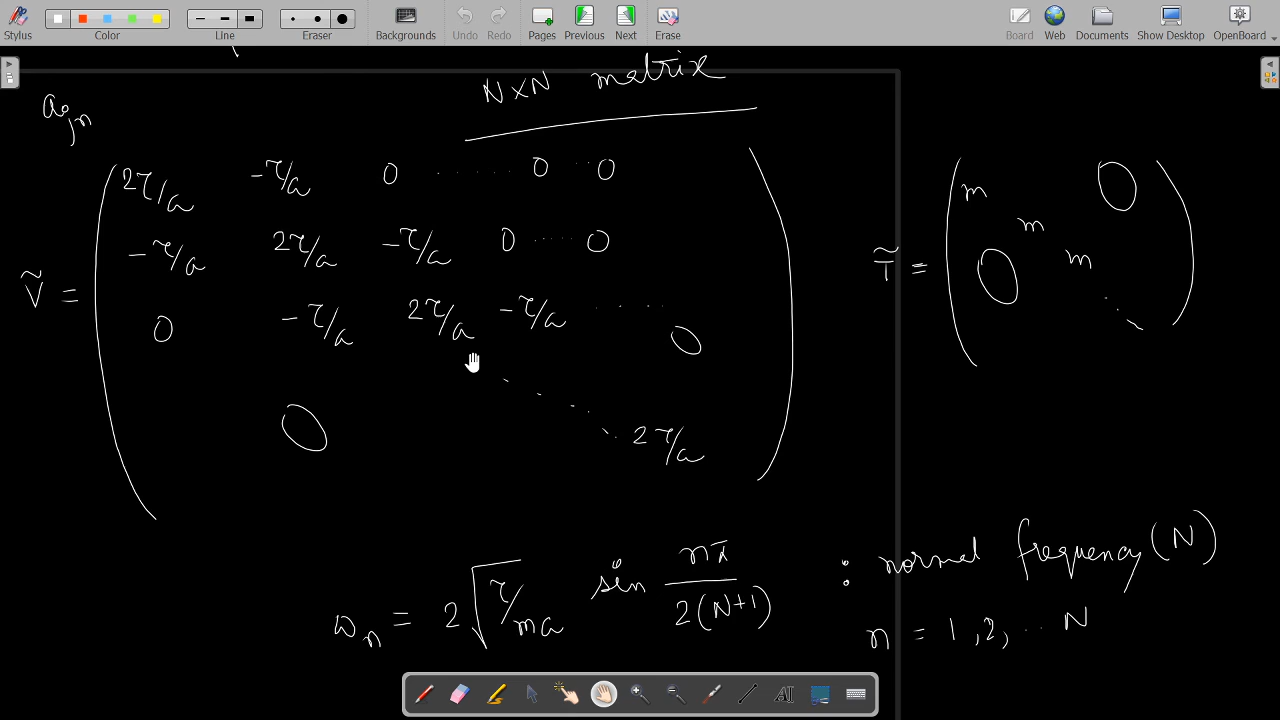 Stylus Color Line Eraser Backgrounds Undo Redo Pages Previous Next Erase Board Web Documents Show Desktop OpenBoard
N×N matrix
a_jn
Ṽ = ( 2τ/a -τ/a 0 ...... 0 .. 0
-τ/a 2τ/a -τ/a 0 ..... 0
0 -τ/a 2τ/a -τ/a ...... 0
0 ...... 2τ/a )
T̃ = ( m 0
m
0 m
... )
ω_n = 2 √(τ/ma) sin nπ/2(N+1) : normal frequency (N)
n = 1, 2, ... N